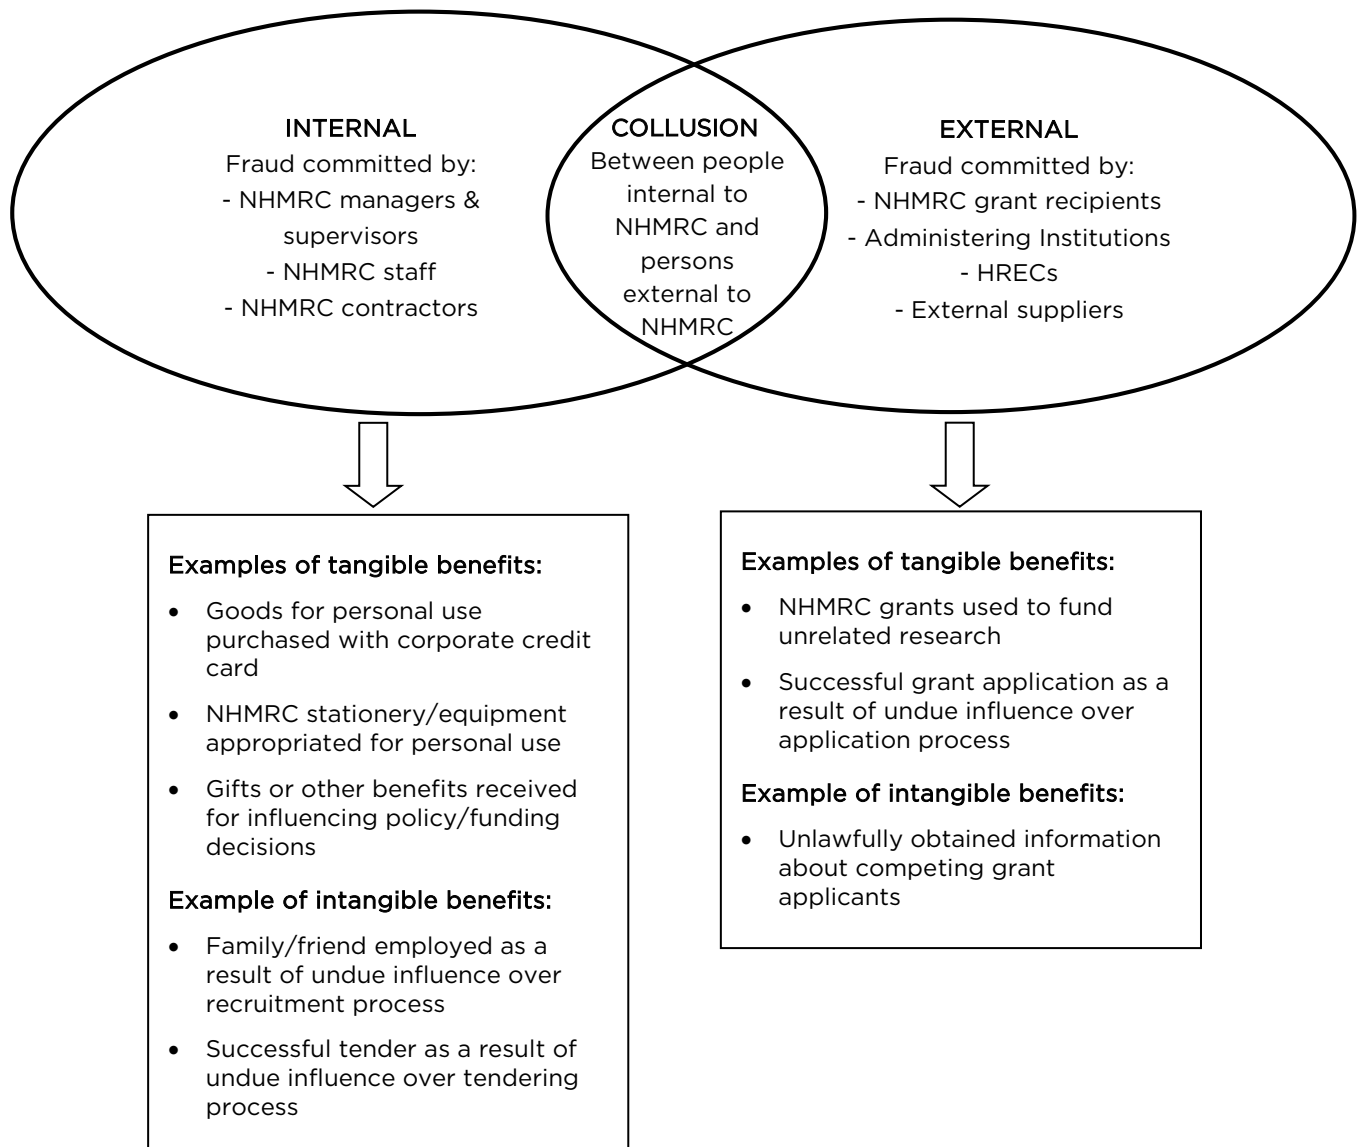 INTERNAL
Fraud committed by:
- NHMRC managers &
supervisors
- NHMRC staff
- NHMRC contractors
COLLUSION
Between people
internal to
NHMRC and
persons
external to
NHMRC
EXTERNAL
Fraud committed by:
- NHMRC grant recipients
- Administering Institutions
- HRECs
- External suppliers
Examples of tangible benefits:
• Goods for personal use
purchased with corporate credit
card
• NHMRC stationery/equipment
appropriated for personal use
• Gifts or other benefits received
for influencing policy/funding
decisions
Example of intangible benefits:
• Family/friend employed as a
result of undue influence over
recruitment process
• Successful tender as a result of
undue influence over tendering
process
Examples of tangible benefits:
• NHMRC grants used to fund
unrelated research
• Successful grant application as a
result of undue influence over
application process
Example of intangible benefits:
• Unlawfully obtained information
about competing grant
applicants